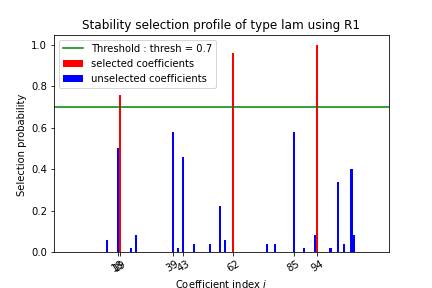 Stability selection profile of type lam using R1
Threshold : thresh = 0.7
selected coefficients
unselected coefficients
Selection probability
1.0
0.8
0.6
0.4
0.2
0.0
39 43 62 85 94
Coefficient index i